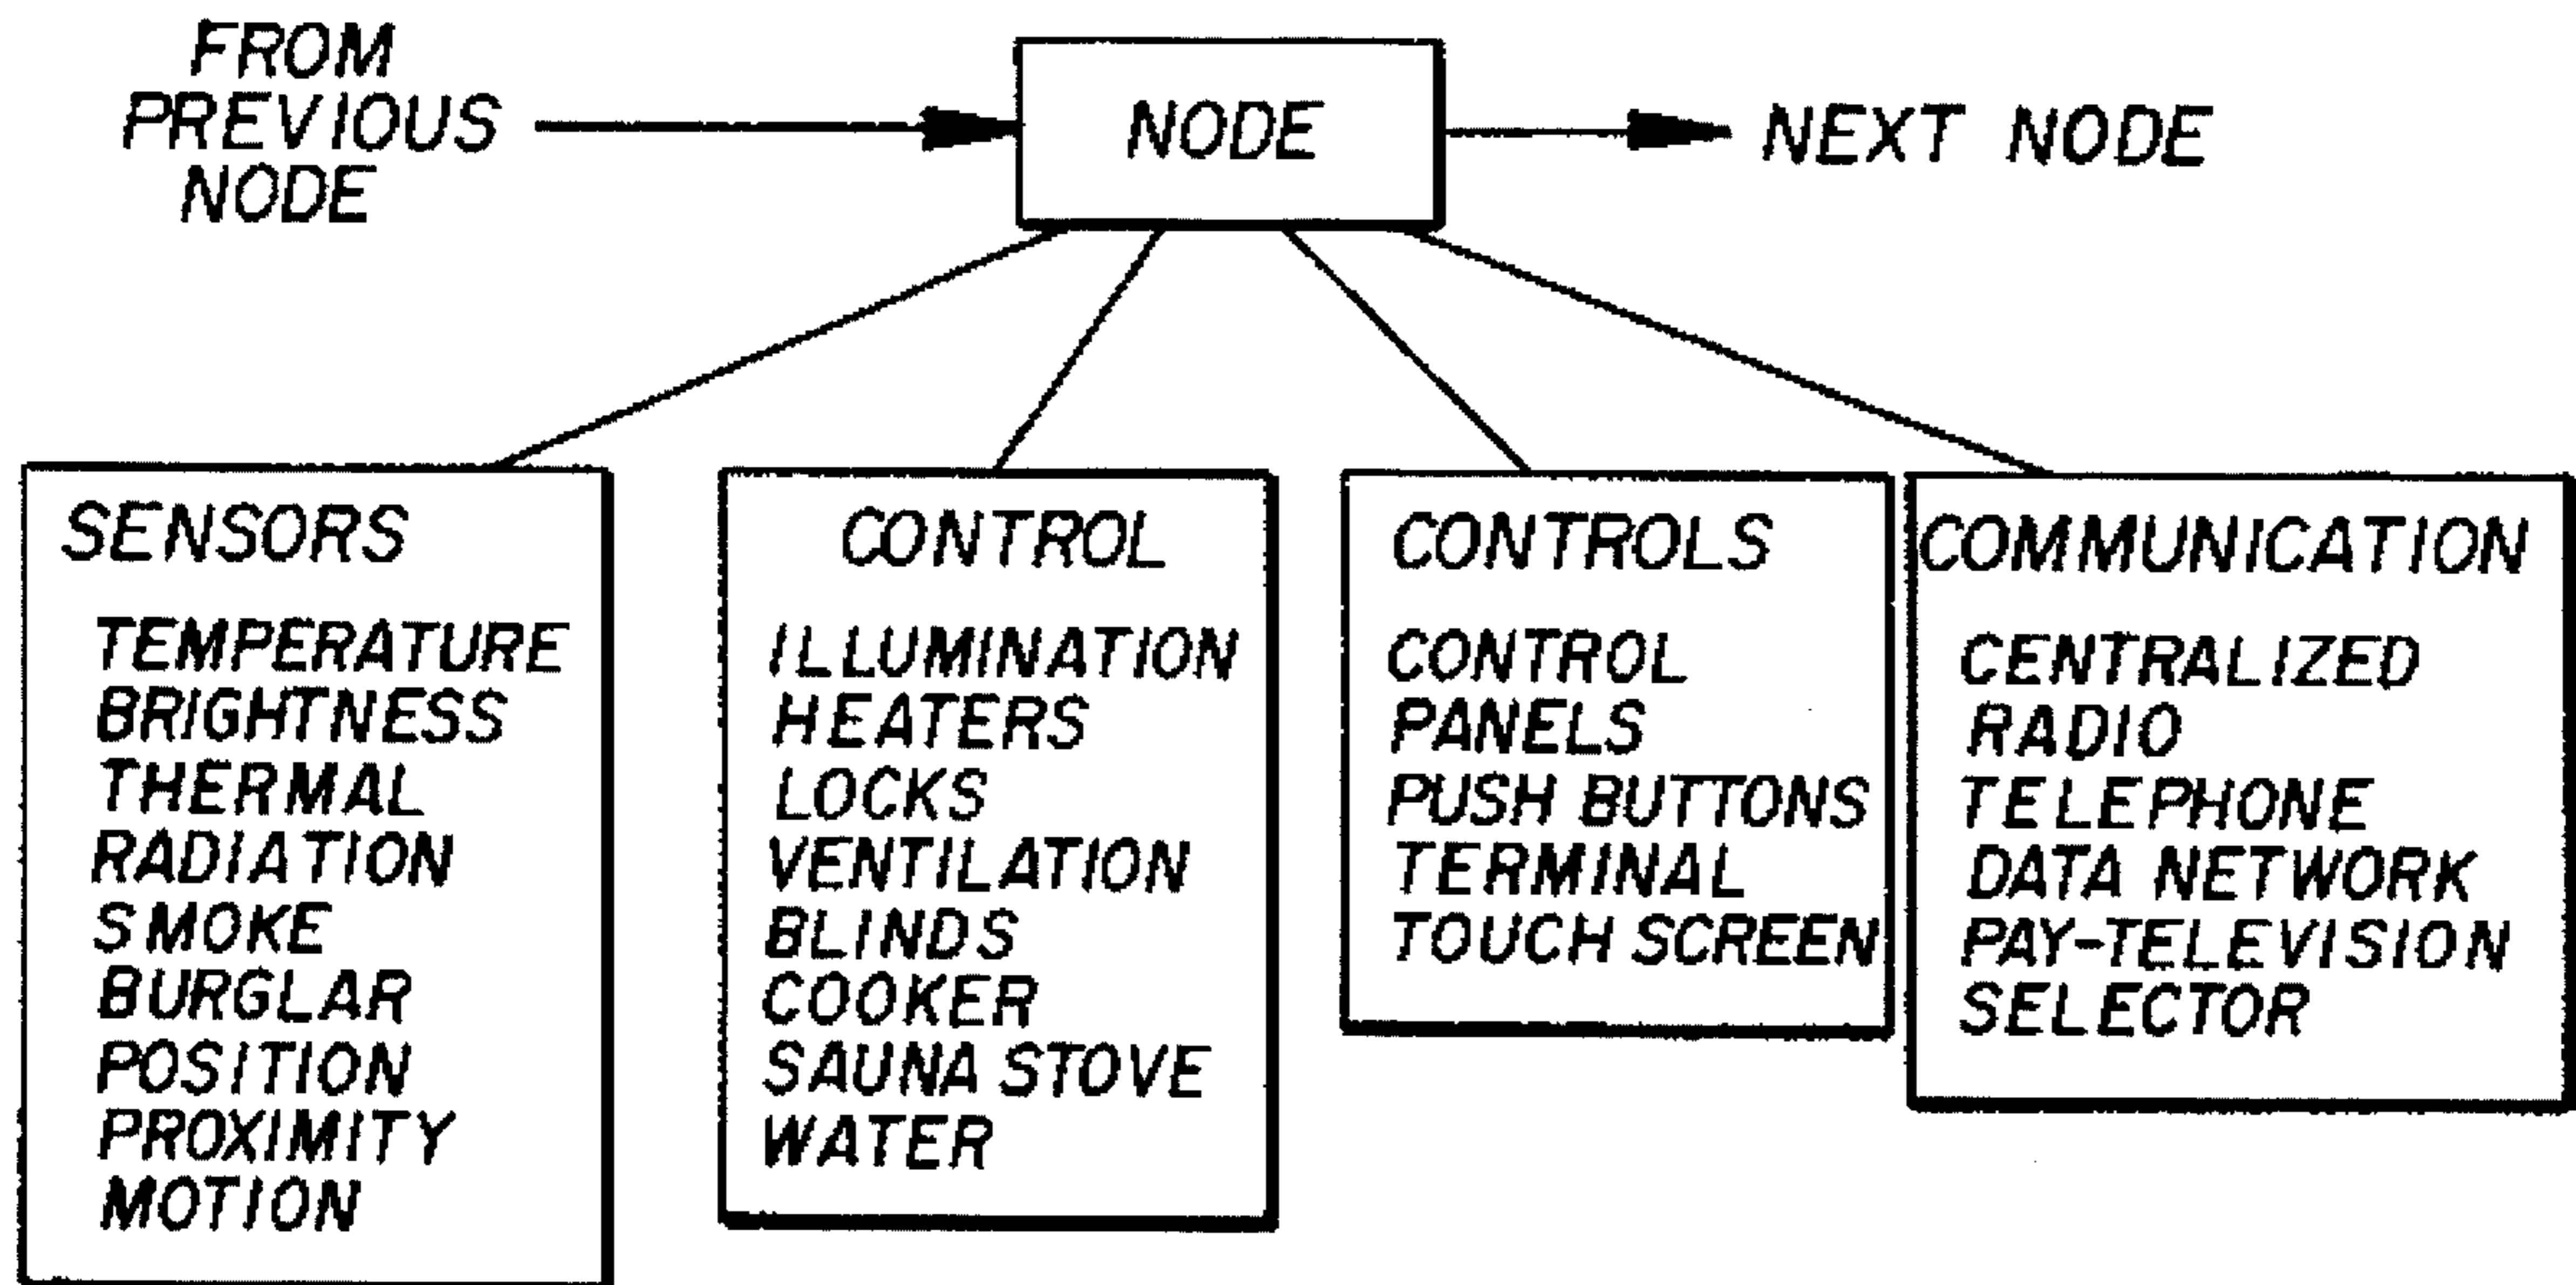 FROM
PREVIOUS
NODE
NODE
NEXT NODE
SENSORS
TEMPERATURE
BRIGHTNESS
THERMAL
RADIATION
SMOKE
BURGLAR
POSITION
PROXIMITY
MOTION
CONTROL
ILLUMINATION
HEATERS
LOCKS
VENTILATION
BLINDS
COOKER
SAUNA STOVE
WATER
CONTROLS
CONTROL
PANELS
PUSH BUTTONS
TERMINAL
TOUCH SCREEN
COMMUNICATION
CENTRALIZED
RADIO
TELEPHONE
DATA NETWORK
PAY-TELEVISION
SELECTOR